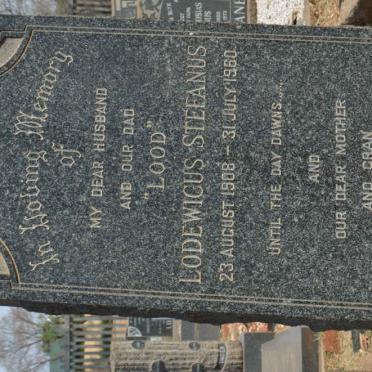 In Loving Memory
of
MY DEAR HUSBAND
AND OUR DAD
"LOOD"
LODEWICUS STEFANUS
23 AUGUST 1908 – 31 JULY 1980
UNTIL THE DAY DAWNS....
AND
OUR DEAR MOTHER
AND GRAN